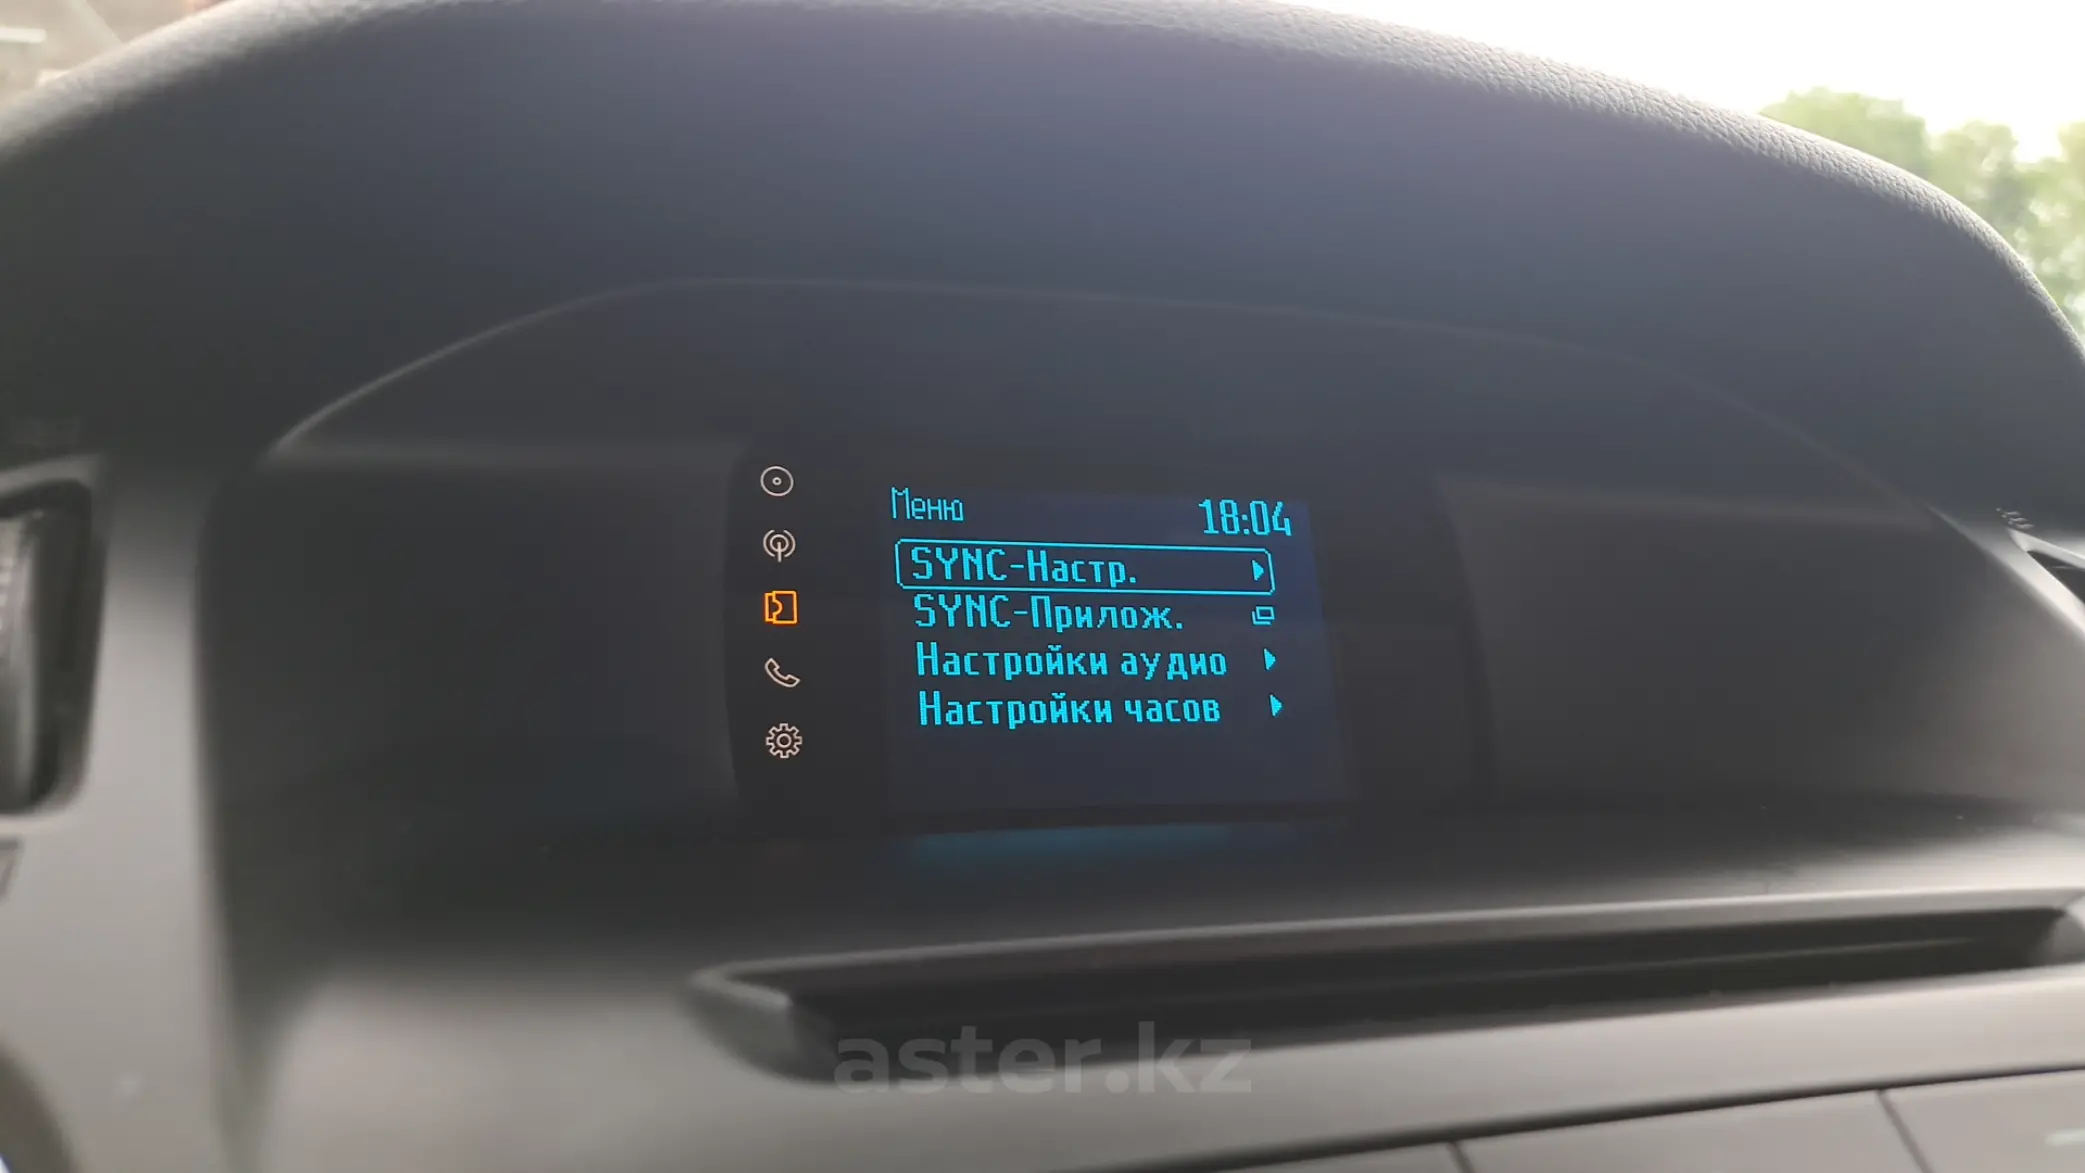 Меню
18:04
SYNC-Настр.
SYNC-Прилож.
Настройки аудио
Настройки часов
aster.kz